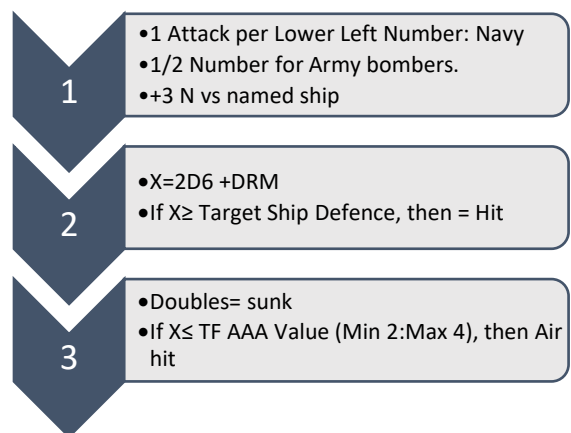 1
•1 Attack per Lower Left Number: Navy
•1/2 Number for Army bombers.
•+3 N vs named ship
2
•X=2D6 +DRM
•If X≥ Target Ship Defence, then = Hit
3
•Doubles= sunk
•If X≤ TF AAA Value (Min 2:Max 4), then Air
hit